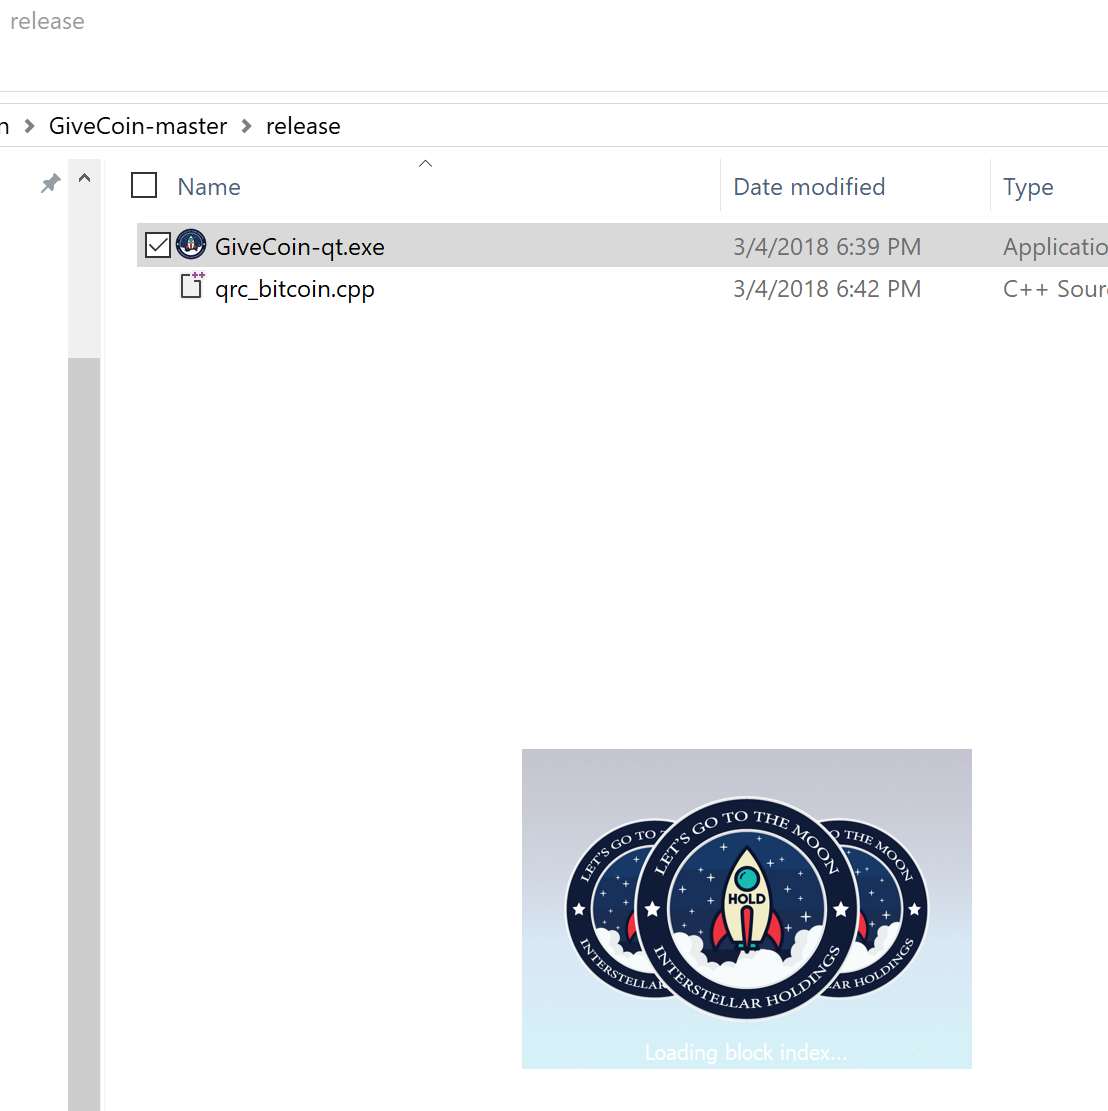 release
n > GiveCoin-master > release
Name Date modified Type
GiveCoin-qt.exe 3/4/2018 6:39 PM Applicatio
qrc_bitcoin.cpp 3/4/2018 6:42 PM C++ Sour
LET'S GO TO
LET'S GO TO THE MOON
O THE MOON
HOLD
INTERSTELLAR
INTERSTELLAR HOLDINGS
LAR HOLDINGS
Loading block index...